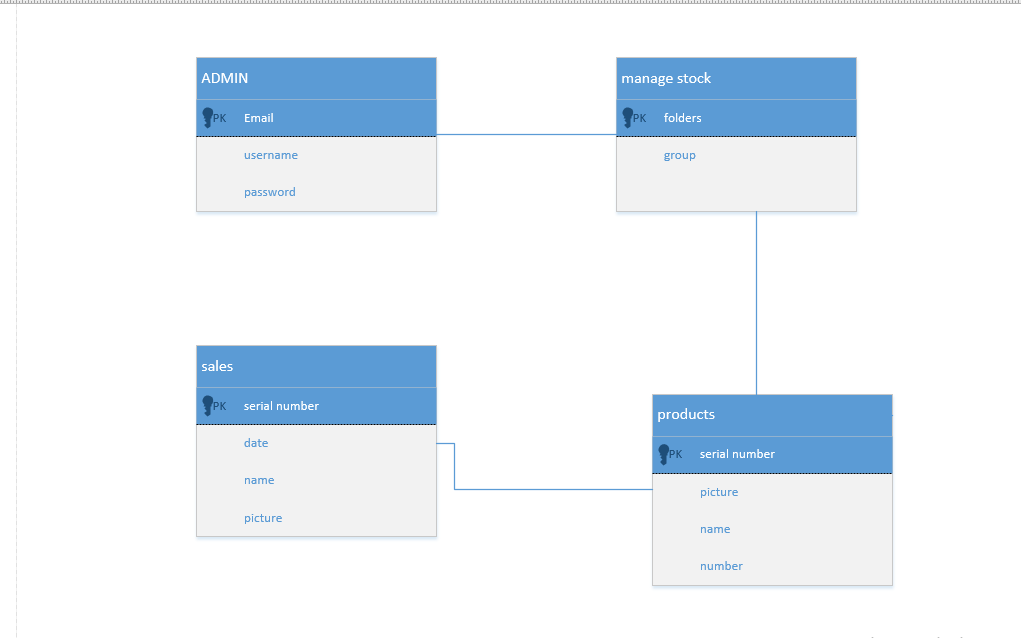 ADMIN
PK Email
username
password
manage stock
PK folders
group
sales
PK serial number
date
name
picture
products
PK serial number
picture
name
number